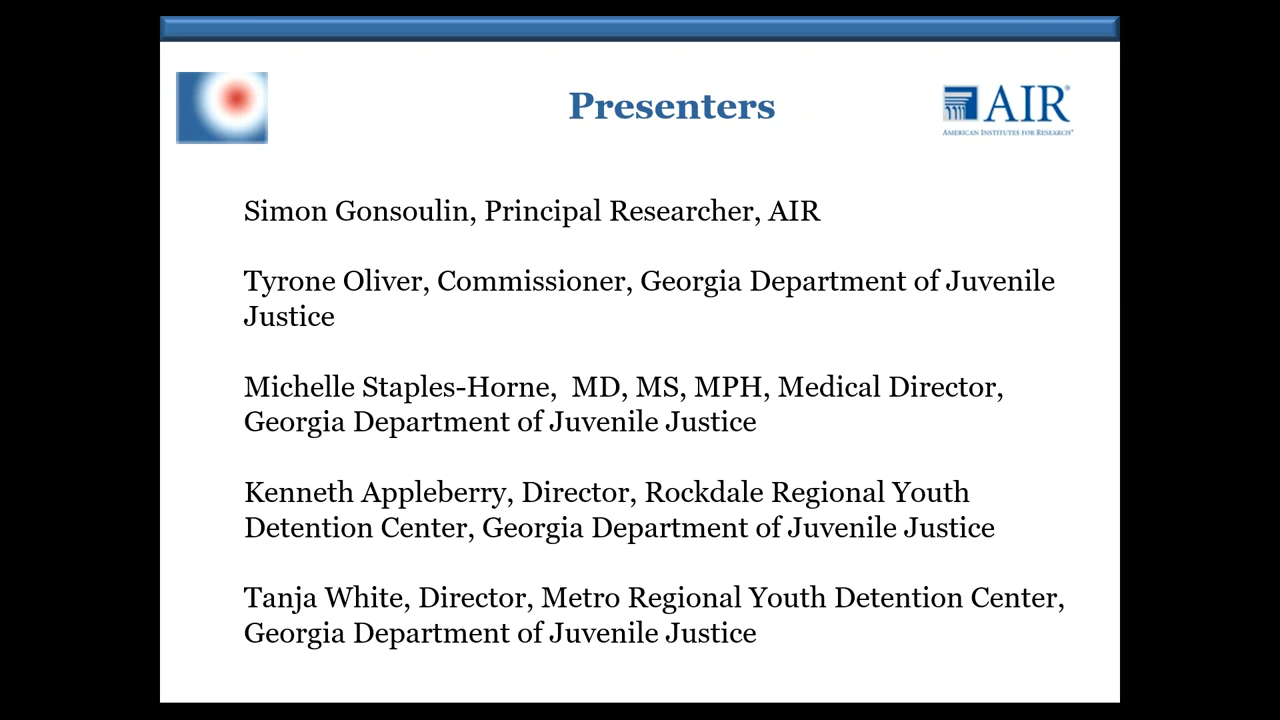 Presenters
AIR®
AMERICAN INSTITUTES FOR RESEARCH®
Simon Gonsoulin, Principal Researcher, AIR
Tyrone Oliver, Commissioner, Georgia Department of Juvenile
Justice
Michelle Staples-Horne,  MD, MS, MPH, Medical Director,
Georgia Department of Juvenile Justice
Kenneth Appleberry, Director, Rockdale Regional Youth
Detention Center, Georgia Department of Juvenile Justice
Tanja White, Director, Metro Regional Youth Detention Center,
Georgia Department of Juvenile Justice